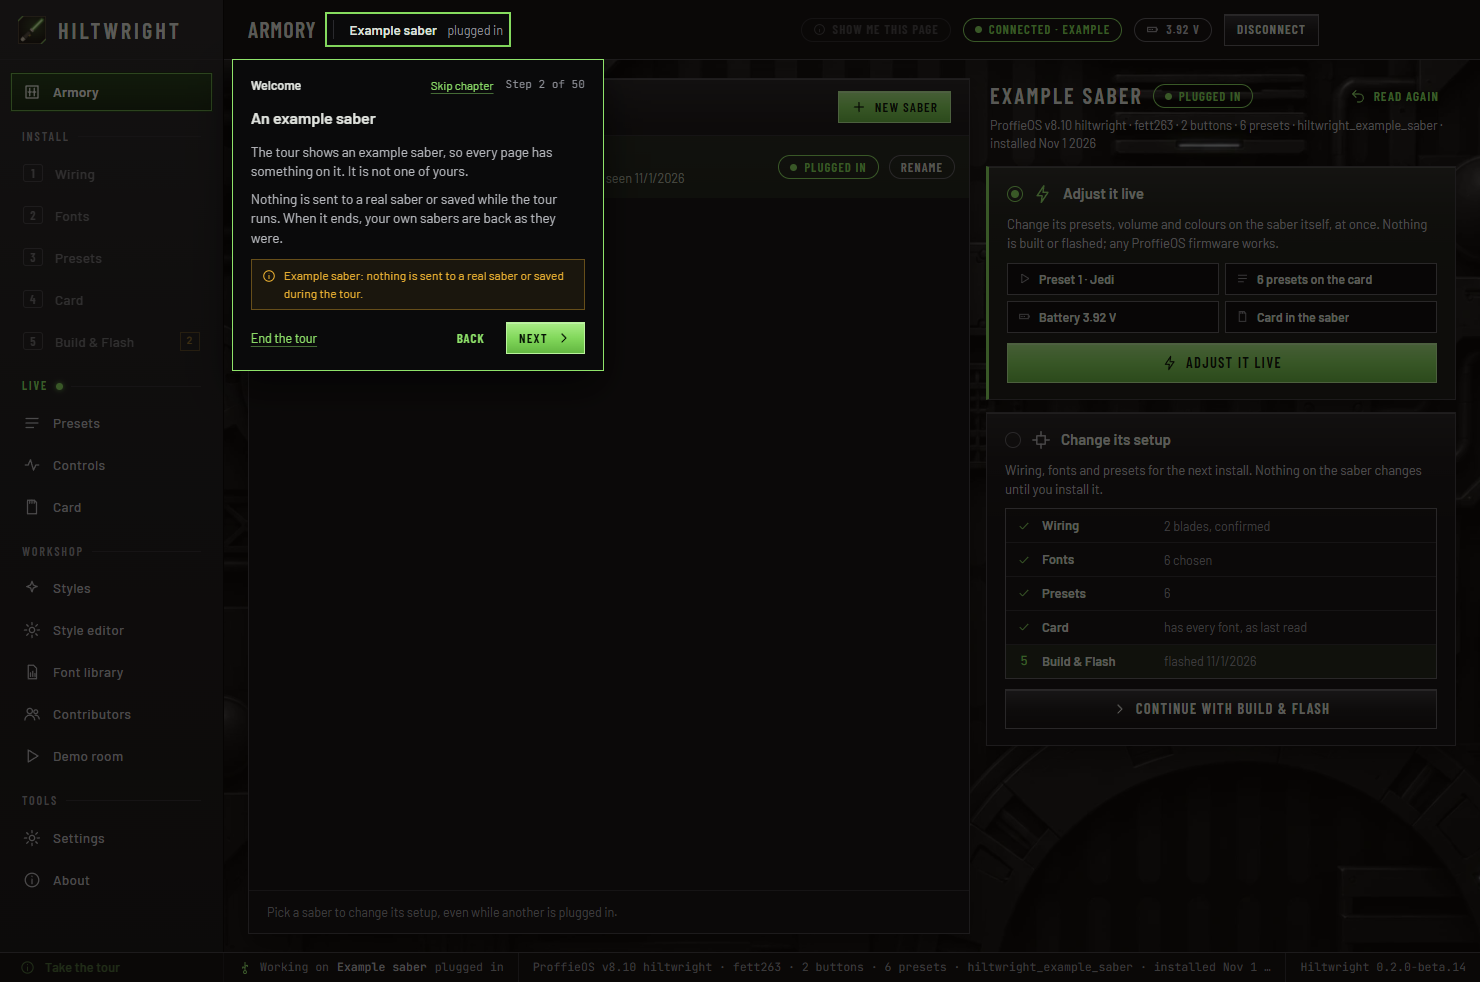 HILTWRIGHT
ARMORY
Example saber plugged in
SHOW ME THIS PAGE
CONNECTED · EXAMPLE
3.92 V
DISCONNECT
Armory
INSTALL
1 Wiring
2 Fonts
3 Presets
4 Card
5 Build & Flash 2
LIVE
Presets
Controls
Card
WORKSHOP
Styles
Style editor
Font library
Contributors
Demo room
TOOLS
Settings
About
Take the tour
Welcome
Skip chapter
Step 2 of 50
An example saber
The tour shows an example saber, so every page has
something on it. It is not one of yours.
Nothing is sent to a real saber or saved while the tour
runs. When it ends, your own sabers are back as they
were.
Example saber: nothing is sent to a real saber or saved
during the tour.
End the tour
BACK
NEXT
NEW SABER
seen 11/1/2026
PLUGGED IN
RENAME
Pick a saber to change its setup, even while another is plugged in.
EXAMPLE SABER
PLUGGED IN
READ AGAIN
ProffieOS v8.10 hiltwright · fett263 · 2 buttons · 6 presets · hiltwright_example_saber ·
installed Nov 1 2026
Adjust it live
Change its presets, volume and colours on the saber itself, at once. Nothing
is built or flashed; any ProffieOS firmware works.
Preset 1 · Jedi
6 presets on the card
Battery 3.92 V
Card in the saber
ADJUST IT LIVE
Change its setup
Wiring, fonts and presets for the next install. Nothing on the saber changes
until you install it.
Wiring 2 blades, confirmed
Fonts 6 chosen
Presets 6
Card has every font, as last read
5 Build & Flash flashed 11/1/2026
CONTINUE WITH BUILD & FLASH
Working on Example saber plugged in
ProffieOS v8.10 hiltwright · fett263 · 2 buttons · 6 presets · hiltwright_example_saber · installed Nov 1 …
Hiltwright 0.2.0-beta.14